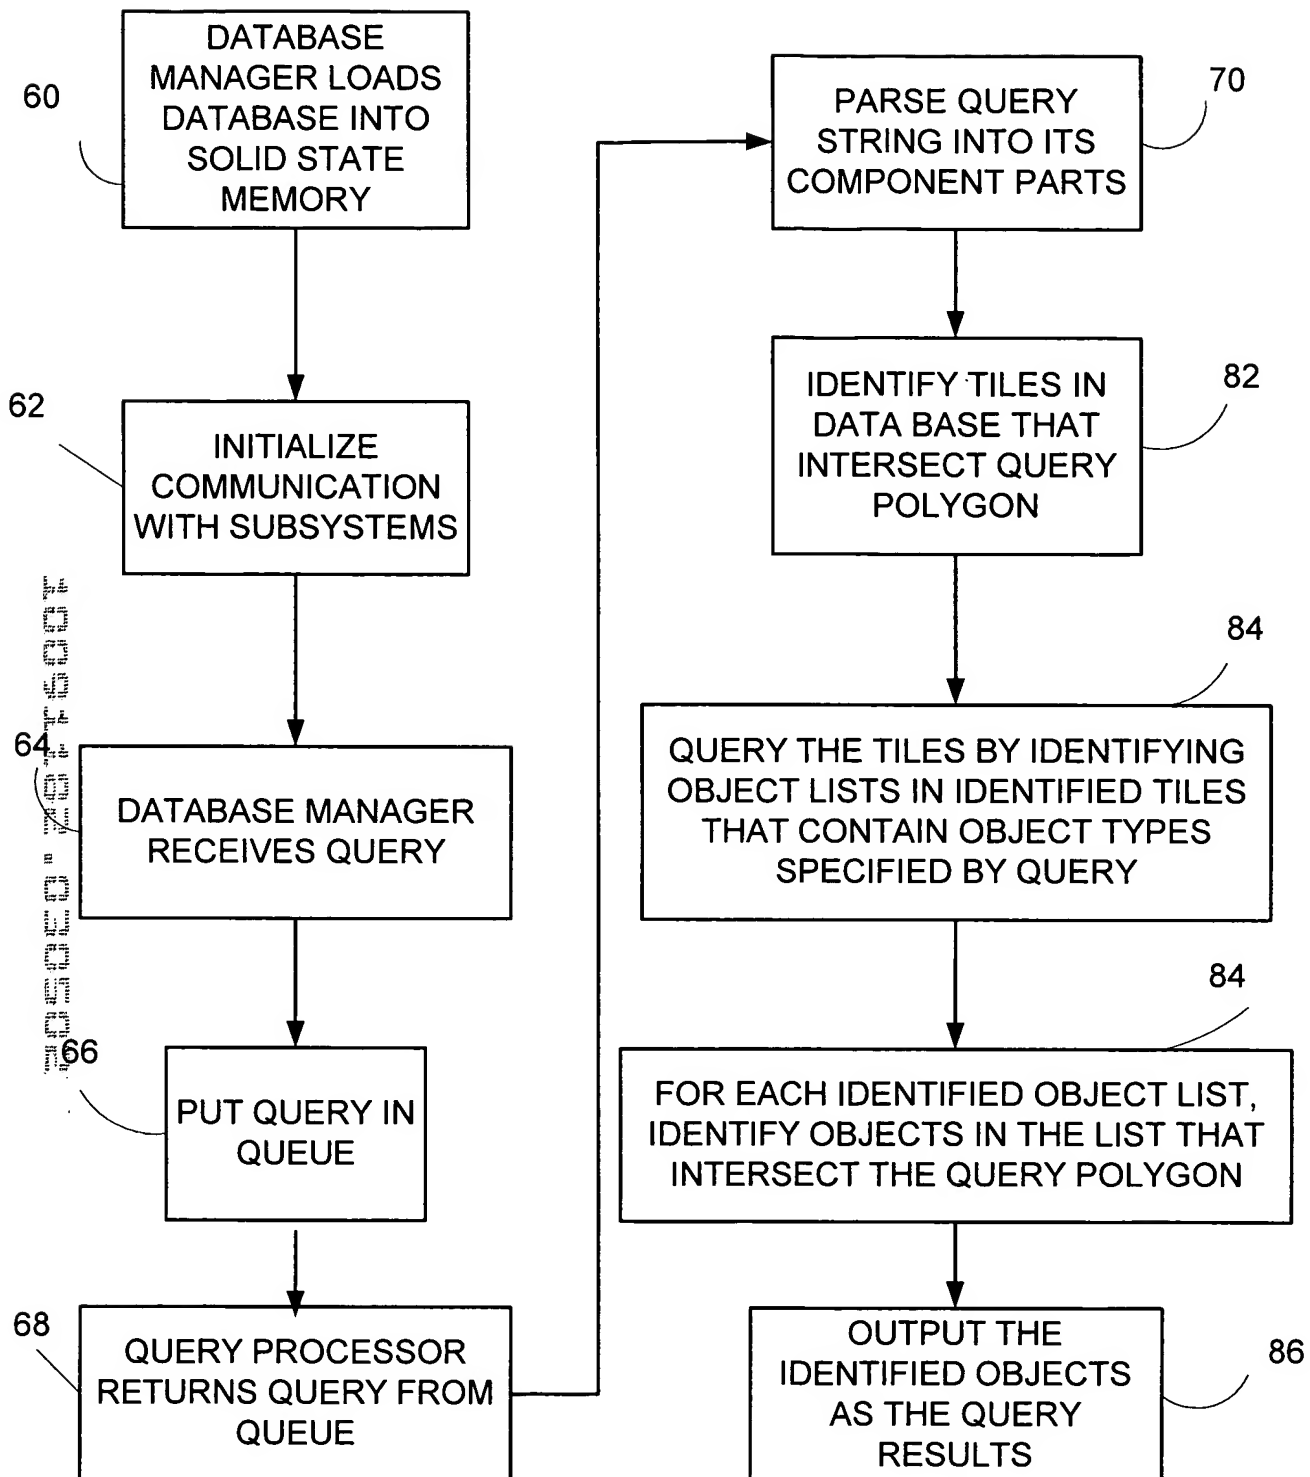 60
DATABASE
MANAGER LOADS
DATABASE INTO
SOLID STATE
MEMORY
62
INITIALIZE
COMMUNICATION
WITH SUBSYSTEMS
64
DATABASE MANAGER
RECEIVES QUERY
66
PUT QUERY IN
QUEUE
68
QUERY PROCESSOR
RETURNS QUERY FROM
QUEUE
70
PARSE QUERY
STRING INTO ITS
COMPONENT PARTS
82
IDENTIFY TILES IN
DATA BASE THAT
INTERSECT QUERY
POLYGON
84
QUERY THE TILES BY IDENTIFYING
OBJECT LISTS IN IDENTIFIED TILES
THAT CONTAIN OBJECT TYPES
SPECIFIED BY QUERY
84
FOR EACH IDENTIFIED OBJECT LIST,
IDENTIFY OBJECTS IN THE LIST THAT
INTERSECT THE QUERY POLYGON
86
OUTPUT THE
IDENTIFIED OBJECTS
AS THE QUERY
RESULTS